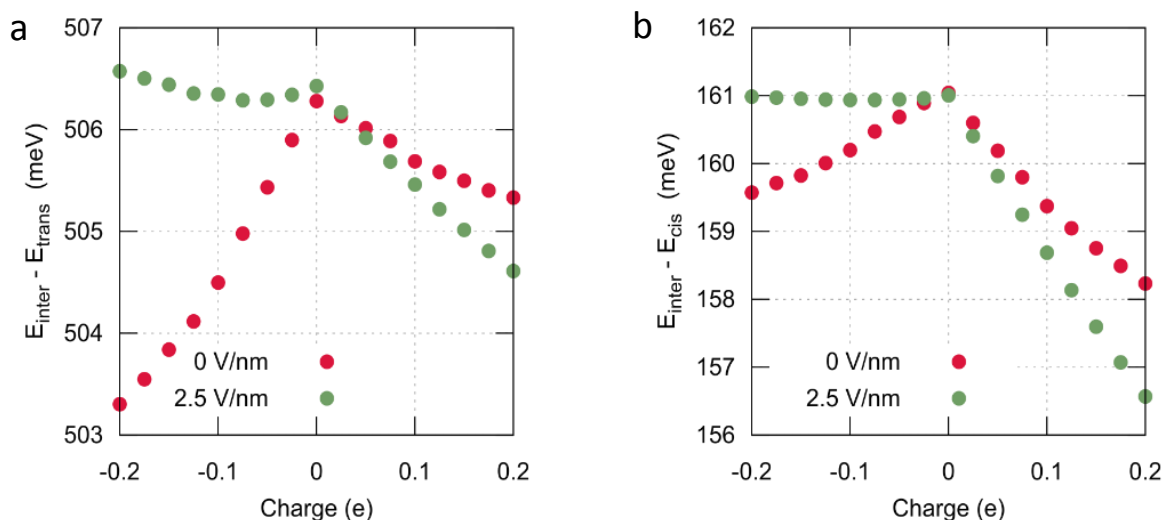 a
507
506
505
504
503
E_inter - E_trans (meV)
0 V/nm
2.5 V/nm
-0.2 -0.1 0 0.1 0.2
Charge (e)
b
162
161
160
159
158
157
156
E_inter - E_cis (meV)
0 V/nm
2.5 V/nm
-0.2 -0.1 0 0.1 0.2
Charge (e)